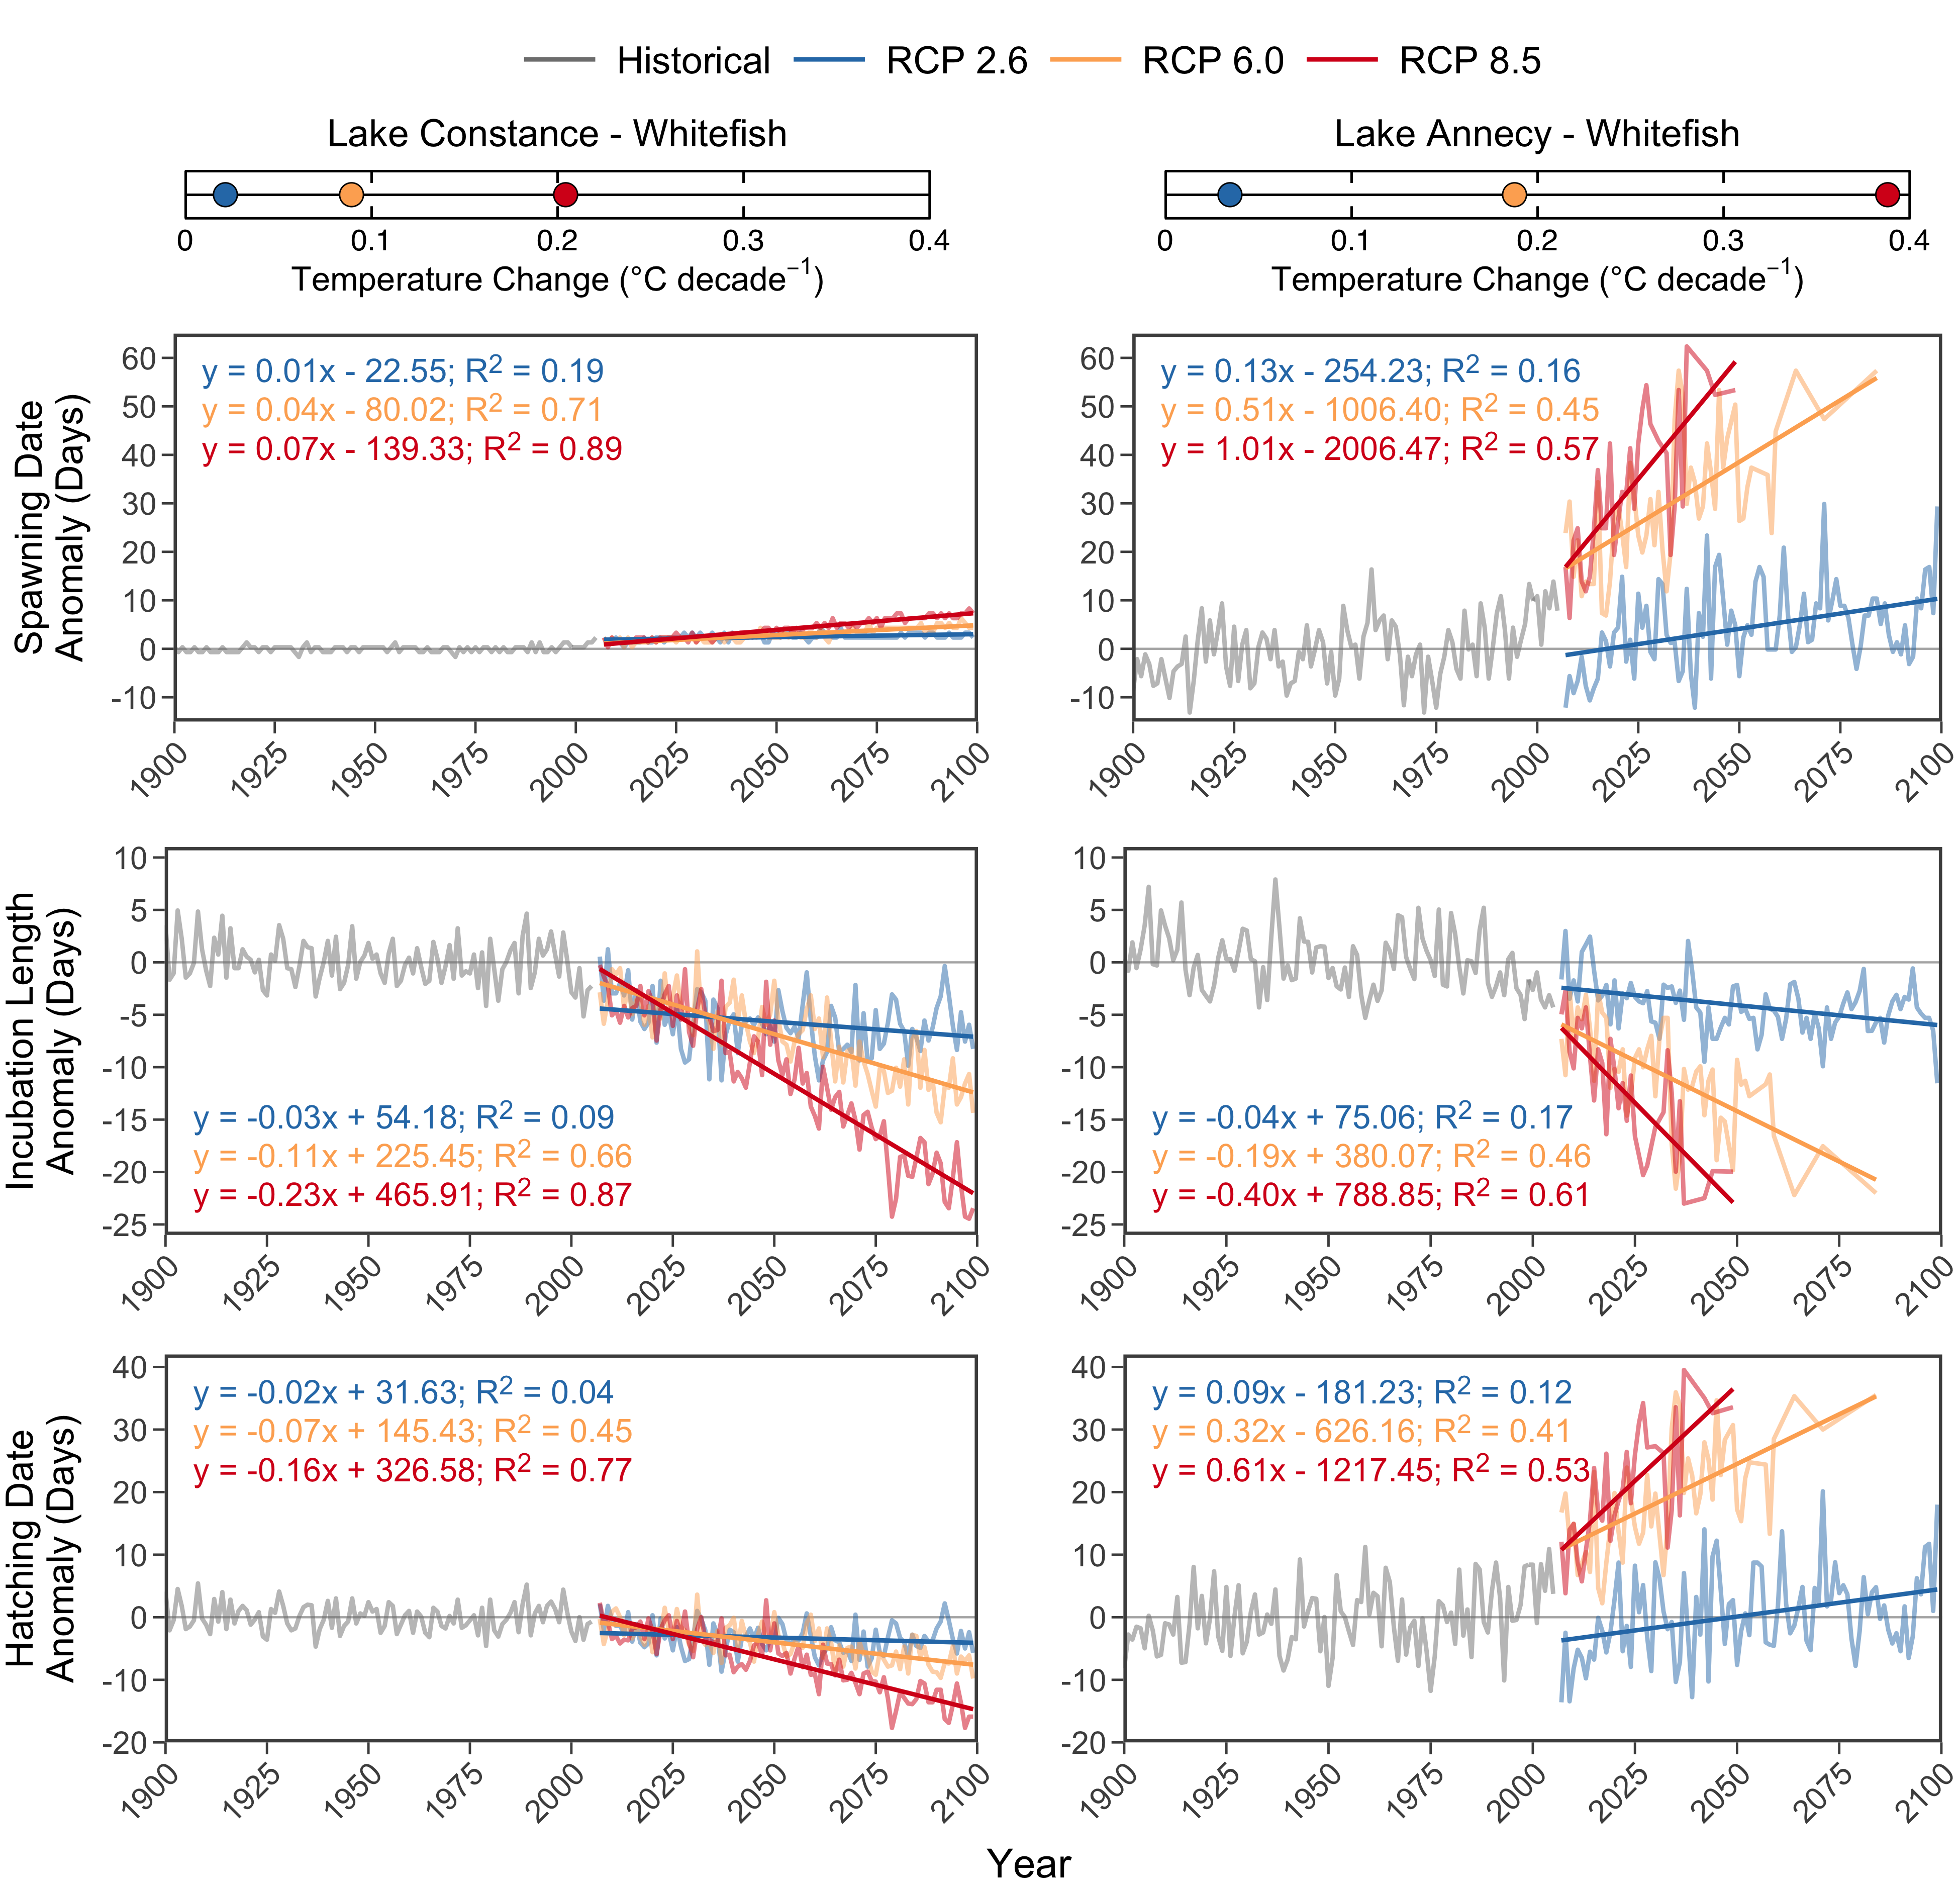 Historical RCP 2.6 RCP 6.0 RCP 8.5
Lake Constance - Whitefish
0 0.1 0.2 0.3 0.4
Temperature Change (°C decade⁻¹)
Lake Annecy - Whitefish
0 0.1 0.2 0.3 0.4
Temperature Change (°C decade⁻¹)
Spawning Date
Anomaly (Days)
60
50
40
30
20
10
0
-10
y = 0.01x - 22.55; R² = 0.19
y = 0.04x - 80.02; R² = 0.71
y = 0.07x - 139.33; R² = 0.89
1900 1925 1950 1975 2000 2025 2050 2075 2100
60
50
40
30
20
10
0
-10
y = 0.13x - 254.23; R² = 0.16
y = 0.51x - 1006.40; R² = 0.45
y = 1.01x - 2006.47; R² = 0.57
1900 1925 1950 1975 2000 2025 2050 2075 2100
Incubation Length
Anomaly (Days)
10
5
0
-5
-10
-15
-20
-25
y = -0.03x + 54.18; R² = 0.09
y = -0.11x + 225.45; R² = 0.66
y = -0.23x + 465.91; R² = 0.87
1900 1925 1950 1975 2000 2025 2050 2075 2100
10
5
0
-5
-10
-15
-20
-25
y = -0.04x + 75.06; R² = 0.17
y = -0.19x + 380.07; R² = 0.46
y = -0.40x + 788.85; R² = 0.61
1900 1925 1950 1975 2000 2025 2050 2075 2100
Hatching Date
Anomaly (Days)
40
30
20
10
0
-10
-20
y = -0.02x + 31.63; R² = 0.04
y = -0.07x + 145.43; R² = 0.45
y = -0.16x + 326.58; R² = 0.77
1900 1925 1950 1975 2000 2025 2050 2075 2100
40
30
20
10
0
-10
-20
y = 0.09x - 181.23; R² = 0.12
y = 0.32x - 626.16; R² = 0.41
y = 0.61x - 1217.45; R² = 0.53
1900 1925 1950 1975 2000 2025 2050 2075 2100
Year